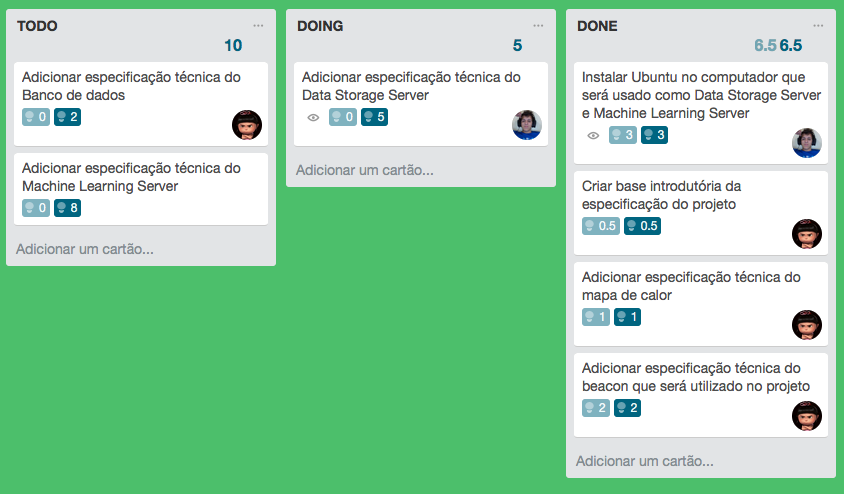 TODO
10
Adicionar especificação técnica do
Banco de dados
0 2
Adicionar especificação técnica do
Machine Learning Server
0 8
Adicionar um cartão...
DOING
5
Adicionar especificação técnica do
Data Storage Server
0 5
Adicionar um cartão...
DONE
6.5 6.5
Instalar Ubuntu no computador que
será usado como Data Storage Server
e Machine Learning Server
3 3
Criar base introdutória da
especificação do projeto
0.5 0.5
Adicionar especificação técnica do
mapa de calor
1 1
Adicionar especificação técnica do
beacon que será utilizado no projeto
2 2
Adicionar um cartão...